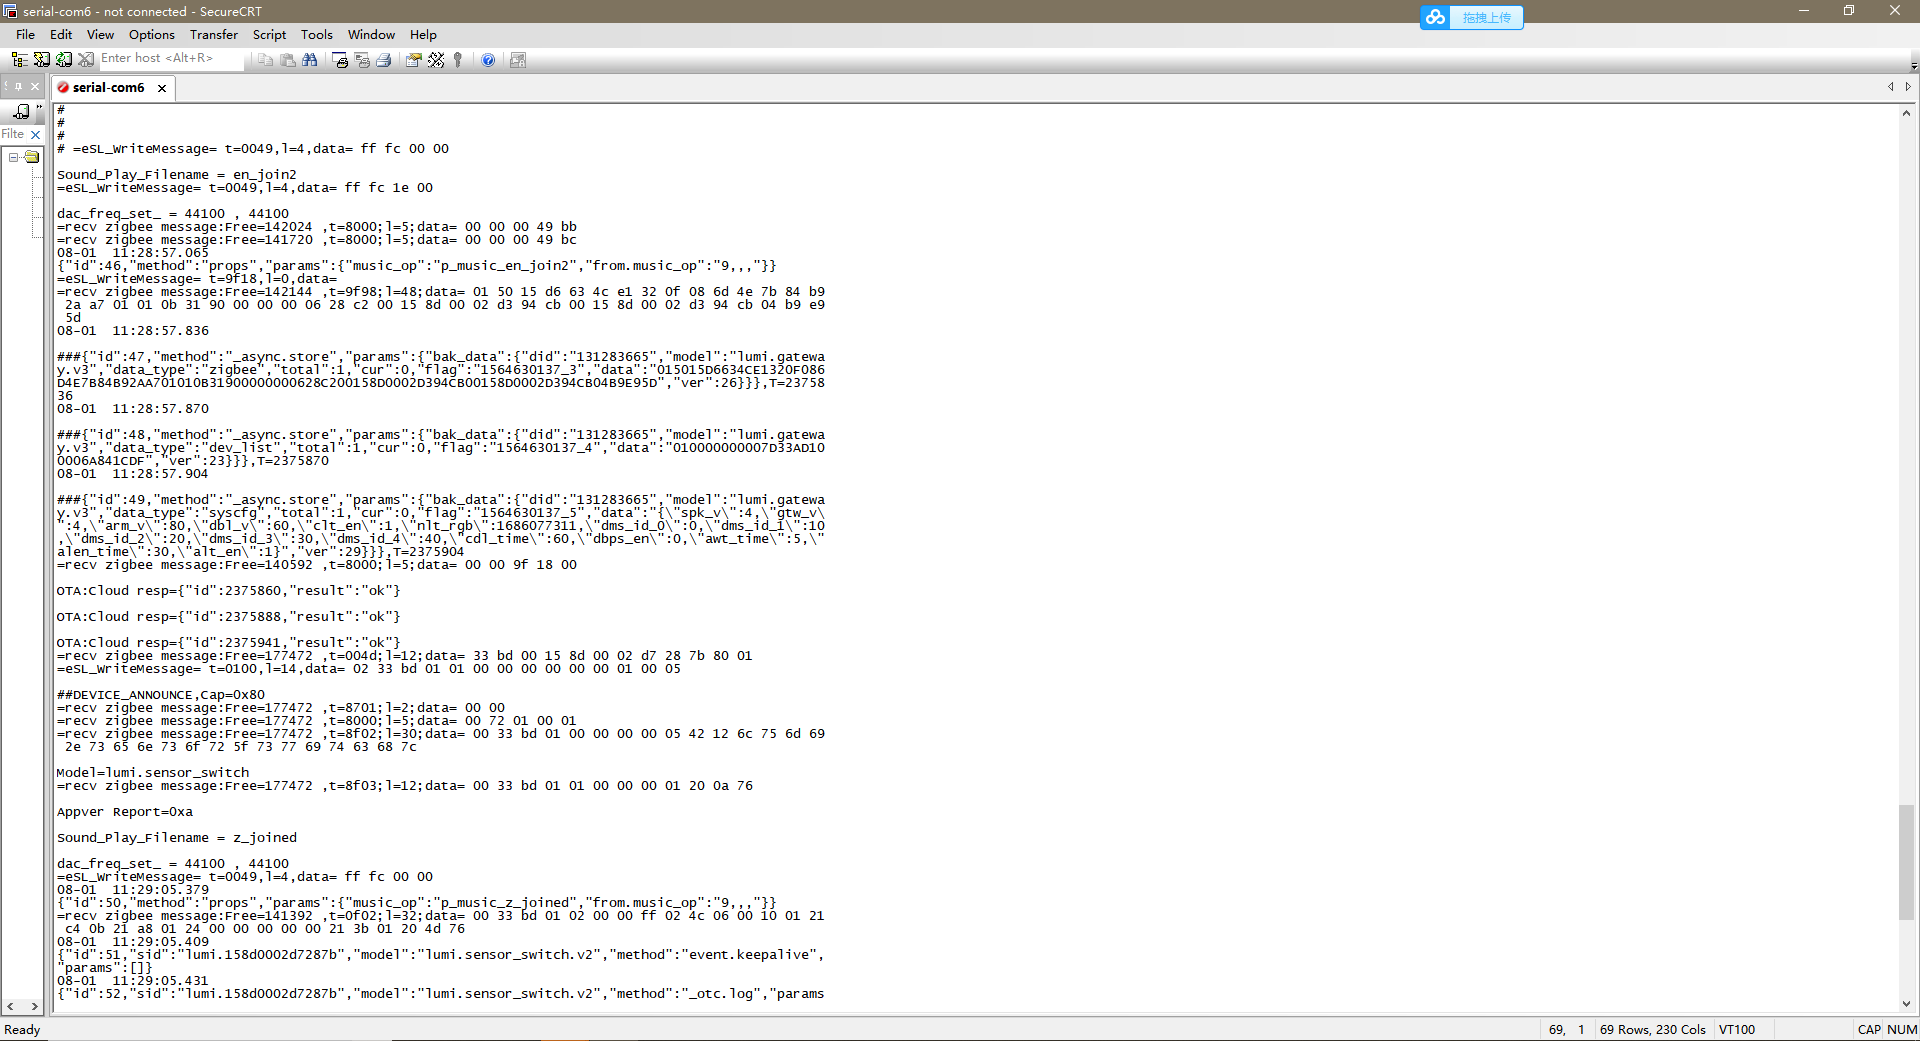 serial-com6 - not connected - SecureCRT
拖拽上传
File Edit View Options Transfer Script Tools Window Help
Enter host <Alt+R>
serial-com6
Filte
#
#
#
# =eSL_WriteMessage= t=0049,l=4,data= ff fc 00 00
Sound_Play_Filename = en_join2
=eSL_WriteMessage= t=0049,l=4,data= ff fc 1e 00
dac_freq_set_ = 44100 , 44100
=recv zigbee message:Free=142024 ,t=8000;l=5;data= 00 00 00 49 bb
=recv zigbee message:Free=141720 ,t=8000;l=5;data= 00 00 00 49 bc
08-01  11:28:57.065
{"id":46,"method":"props","params":{"music_op":"p_music_en_join2","from.music_op":"9,,,"}}
=eSL_WriteMessage= t=9f18,l=0,data=
=recv zigbee message:Free=142144 ,t=9f98;l=48;data= 01 50 15 d6 63 4c e1 32 0f 08 6d 4e 7b 84 b9
2a a7 01 01 0b 31 90 00 00 00 06 28 c2 00 15 8d 00 02 d3 94 cb 00 15 8d 00 02 d3 94 cb 04 b9 e9
5d
08-01  11:28:57.836
###{"id":47,"method":"_async.store","params":{"bak_data":{"did":"131283665","model":"lumi.gatewa
y.v3","data_type":"zigbee","total":1,"cur":0,"flag":"1564630137_3","data":"015015D6634CE1320F086
D4E7B84B92AA701010B31900000000628C200158D0002D394CB00158D0002D394CB04B9E95D","ver":26}}},T=23758
36
08-01  11:28:57.870
###{"id":48,"method":"_async.store","params":{"bak_data":{"did":"131283665","model":"lumi.gatewa
y.v3","data_type":"dev_list","total":1,"cur":0,"flag":"1564630137_4","data":"010000000007D33AD10
0006A841CDF","ver":23}}},T=2375870
08-01  11:28:57.904
###{"id":49,"method":"_async.store","params":{"bak_data":{"did":"131283665","model":"lumi.gatewa
y.v3","data_type":"syscfg","total":1,"cur":0,"flag":"1564630137_5","data":"{\"spk_v\":4,\"gtw_v\
":4,\"arm_v\":80,\"dbl_v\":60,\"clt_en\":1,\"nlt_rgb\":1686077311,\"dms_id_0\":0,\"dms_id_1\":10
,\"dms_id_2\":20,\"dms_id_3\":30,\"dms_id_4\":40,\"cdl_time\":60,\"dbps_en\":0,\"awt_time\":5,\"
alen_time\":30,\"alt_en\":1}","ver":29}}},T=2375904
=recv zigbee message:Free=140592 ,t=8000;l=5;data= 00 00 9f 18 00
OTA:Cloud resp={"id":2375860,"result":"ok"}
OTA:Cloud resp={"id":2375888,"result":"ok"}
OTA:Cloud resp={"id":2375941,"result":"ok"}
=recv zigbee message:Free=177472 ,t=004d;l=12;data= 33 bd 00 15 8d 00 02 d7 28 7b 80 01
=eSL_WriteMessage= t=0100,l=14,data= 02 33 bd 01 01 00 00 00 00 00 00 01 00 05
##DEVICE_ANNOUNCE,Cap=0x80
=recv zigbee message:Free=177472 ,t=8701;l=2;data= 00 00
=recv zigbee message:Free=177472 ,t=8000;l=5;data= 00 72 01 00 01
=recv zigbee message:Free=177472 ,t=8f02;l=30;data= 00 33 bd 01 00 00 00 00 05 42 12 6c 75 6d 69
2e 73 65 6e 73 6f 72 5f 73 77 69 74 63 68 7c
Model=lumi.sensor_switch
=recv zigbee message:Free=177472 ,t=8f03;l=12;data= 00 33 bd 01 01 00 00 00 01 20 0a 76
Appver Report=0xa
Sound_Play_Filename = z_joined
dac_freq_set_ = 44100 , 44100
=eSL_WriteMessage= t=0049,l=4,data= ff fc 00 00
08-01  11:29:05.379
{"id":50,"method":"props","params":{"music_op":"p_music_z_joined","from.music_op":"9,,,"}}
=recv zigbee message:Free=141392 ,t=0f02;l=32;data= 00 33 bd 01 02 00 00 ff 02 4c 06 00 10 01 21
c4 0b 21 a8 01 24 00 00 00 00 00 21 3b 01 20 4d 76
08-01  11:29:05.409
{"id":51,"sid":"lumi.158d0002d7287b","model":"lumi.sensor_switch.v2","method":"event.keepalive",
"params":[]}
08-01  11:29:05.431
{"id":52,"sid":"lumi.158d0002d7287b","model":"lumi.sensor_switch.v2","method":"_otc.log","params
Ready 69, 1 69 Rows, 230 Cols VT100 CAP NUM